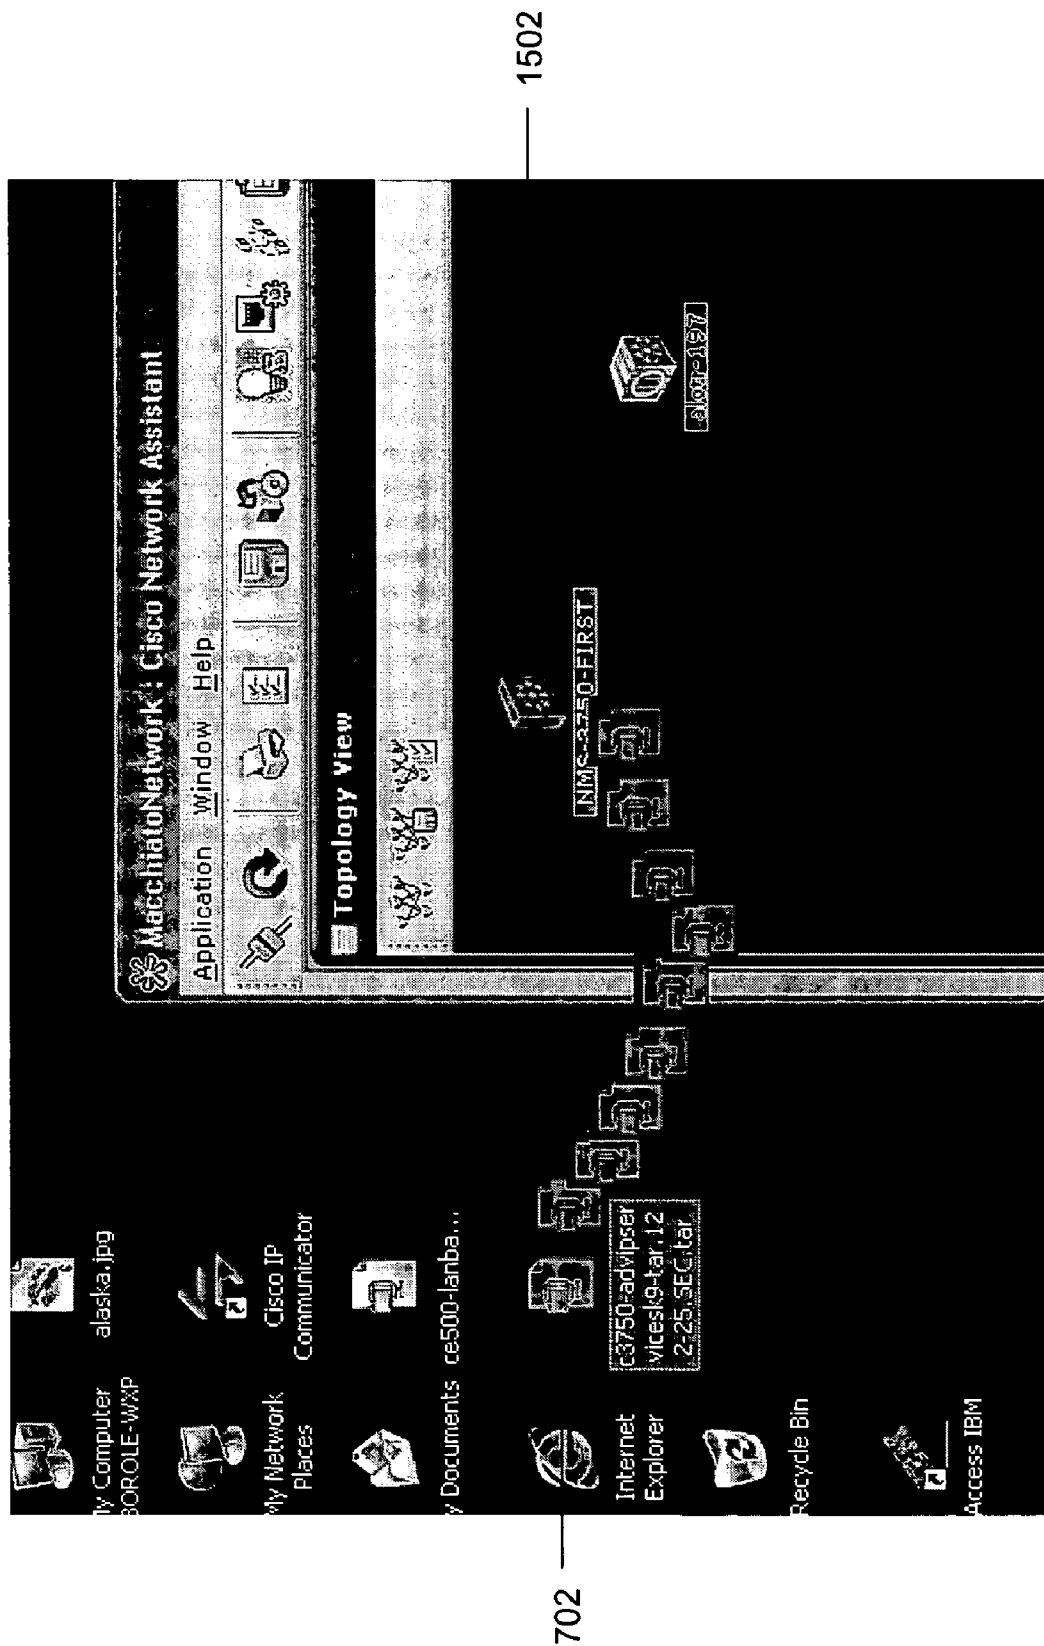 1502
702
MacchiatoNetwork : Cisco Network Assistant
Application Window Help
Topology View
NMS-3750-FIRST
My Computer
BOROLE-WXP
alaska.jpg
My Network
Places
Cisco IP
Communicator
y Documents
ce500-lanba...
Internet
Explorer
c3750-advipser
vicesk9-tar.12
2-25.SEC.tar
Recycle Bin
Access IBM